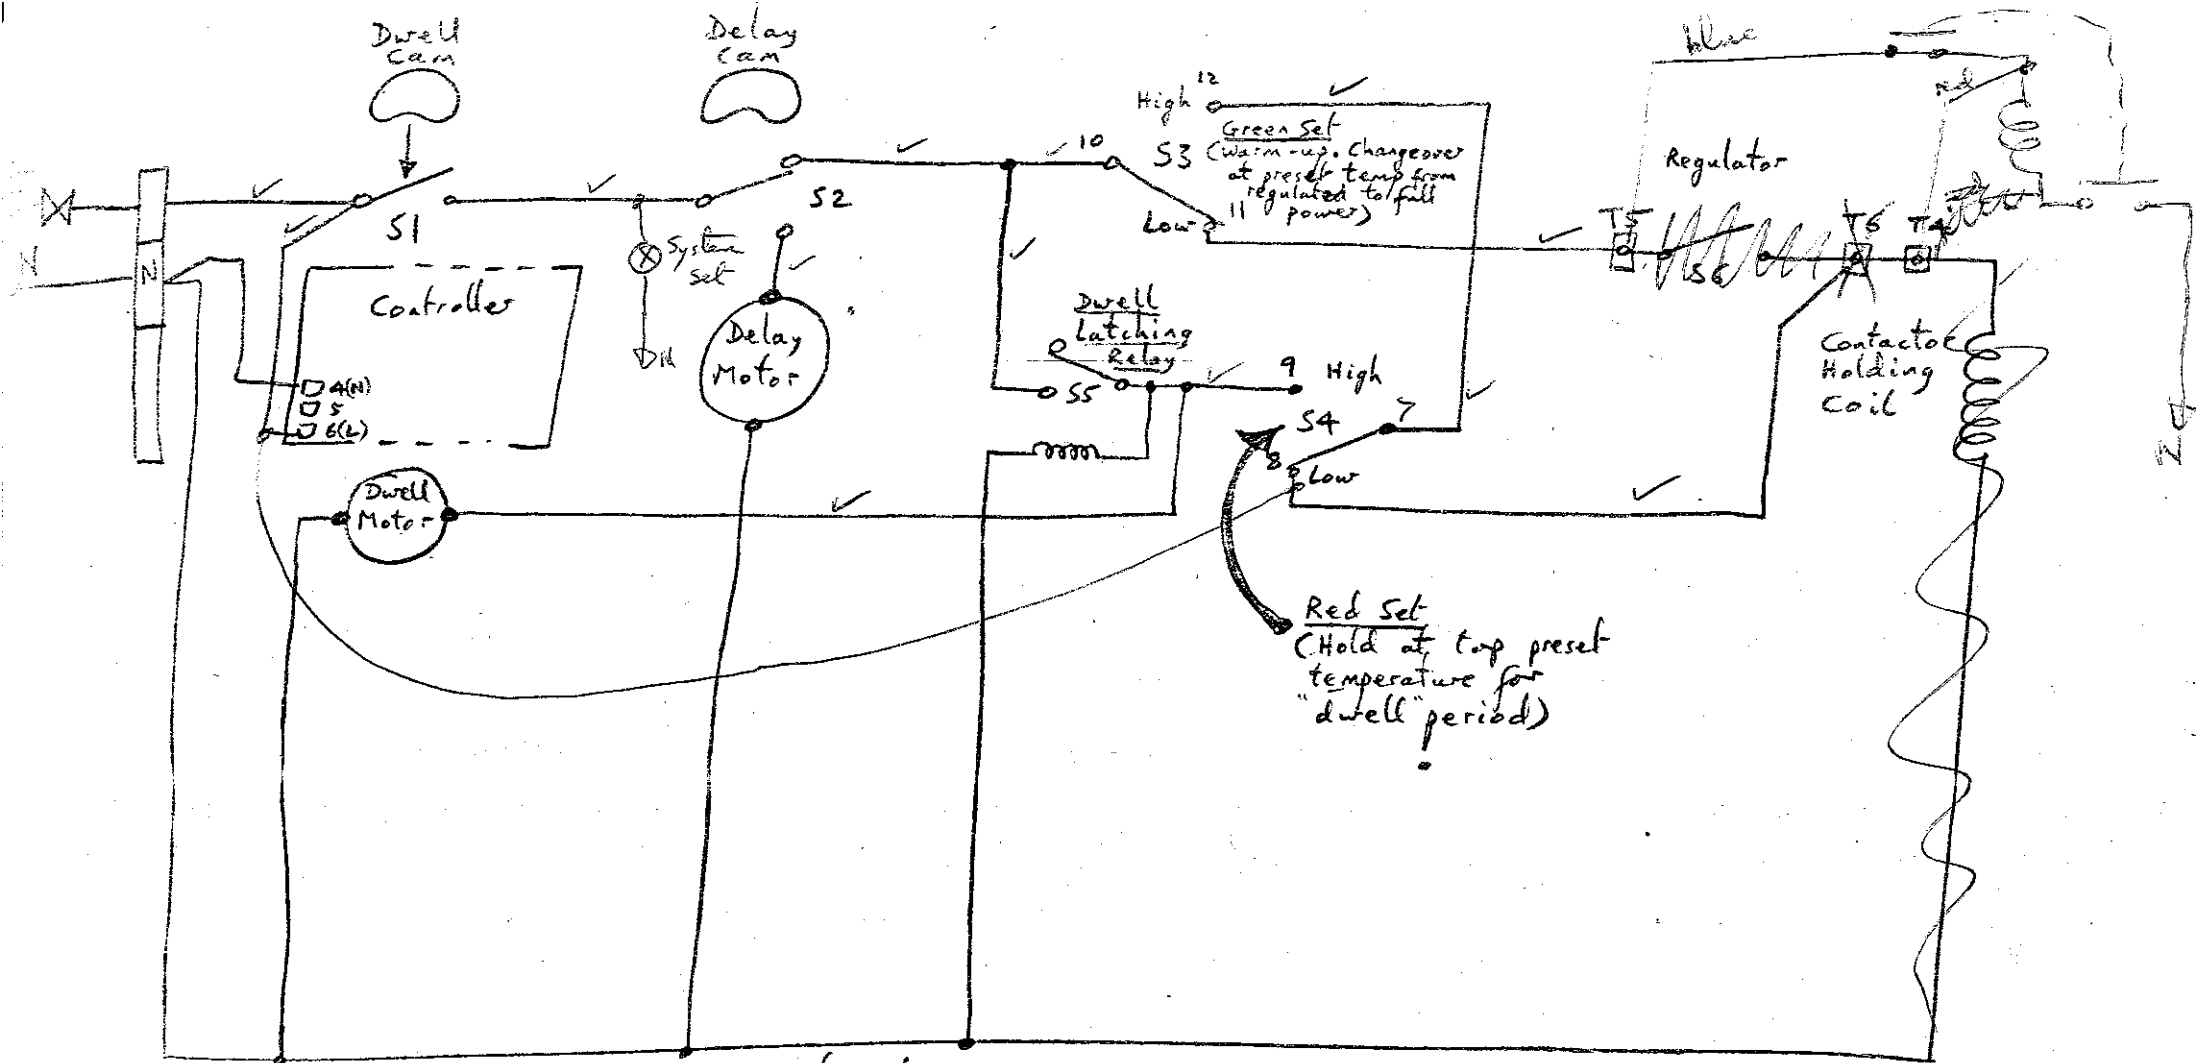 Dwell
Cam
Delay
Cam
blue
red
High 12
10
S3
Green Set
(Warm-up. Changeover
at preset temp from
regulated to full
power)
11
Low
Regulator
S1
S2
N
N
System
Set
N
T5
S6
T6
T4
Controller
4(N)
5
6(L)
Delay
Motor
Dwell
Latching
Relay
S5
9 High
S4
7
8
Low
Contactor
Holding
Coil
N
Dwell
Motor
Red Set
(Hold at top preset
temperature for
"dwell" period)